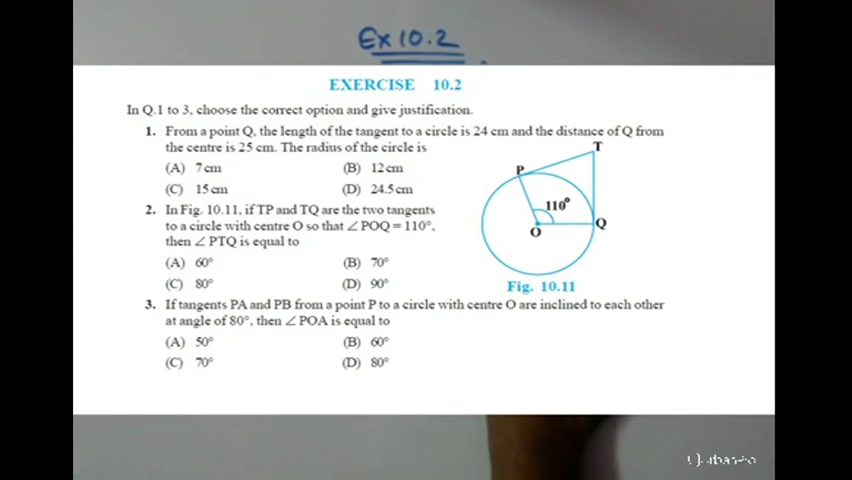 Ex 10.2
EXERCISE 10.2
In Q.1 to 3, choose the correct option and give justification.
1. From a point Q, the length of the tangent to a circle is 24 cm and the distance of Q from
the centre is 25 cm. The radius of the circle is
(A) 7 cm (B) 12 cm
(C) 15 cm (D) 24.5 cm
2. In Fig. 10.11, if TP and TQ are the two tangents
to a circle with centre O so that ∠ POQ = 110°,
then ∠ PTQ is equal to
(A) 60° (B) 70°
(C) 80° (D) 90°
T
P
110°
O
Q
Fig. 10.11
3. If tangents PA and PB from a point P to a circle with centre O are inclined to each other
at angle of 80°, then ∠ POA is equal to
(A) 50° (B) 60°
(C) 70° (D) 80°